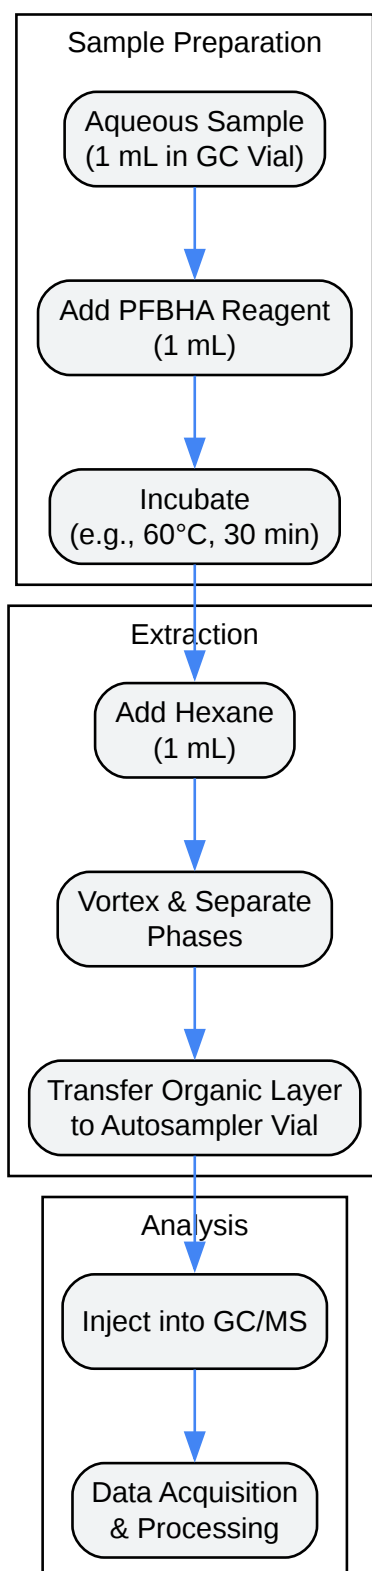 Sample Preparation
Aqueous Sample
(1 mL in GC Vial)
Add PFBHA Reagent
(1 mL)
Incubate
(e.g., 60°C, 30 min)
Extraction
Add Hexane
(1 mL)
Vortex & Separate
Phases
Transfer Organic Layer
to Autosampler Vial
Analysis
Inject into GC/MS
Data Acquisition
& Processing